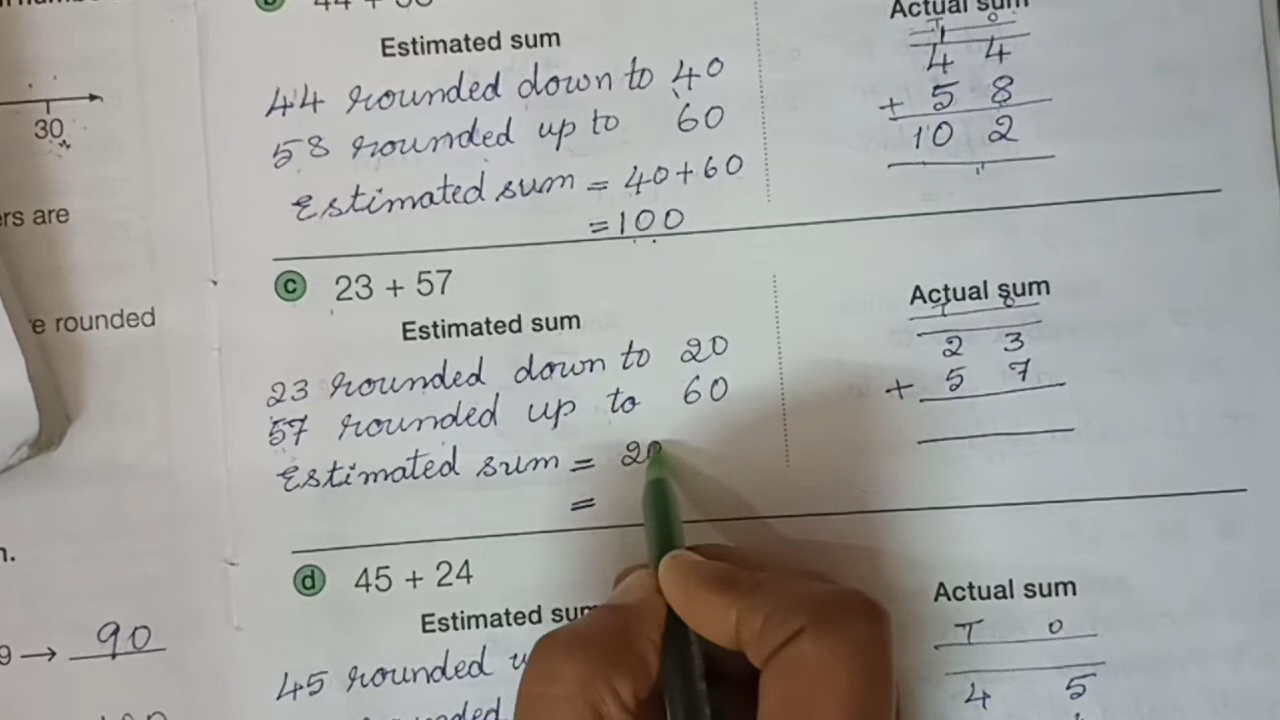 Actual sum
Estimated sum
T O
44 rounded down to 40
4 4
58 rounded up to 60
+ 5 8
30
10 2
Estimated sum = 40+60
= 100
rs are
c 23 + 57
Actual sum
e rounded
Estimated sum
23 rounded down to 20
2 3
57 rounded up to 60
+ 5 7
Estimated sum = 20
=
d 45 + 24
Actual sum
Estimated sum
T O
9 → 90
45 rounded
4 5